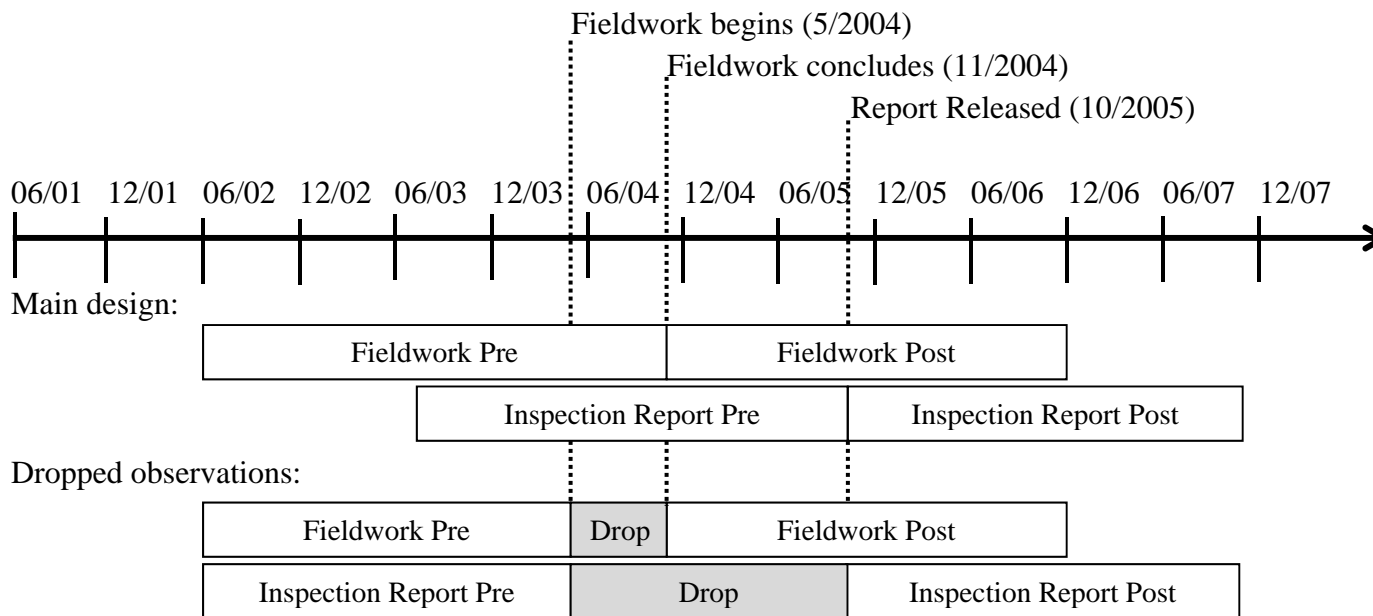 Fieldwork begins (5/2004)
Fieldwork concludes (11/2004)
Report Released (10/2005)
06/01 12/01 06/02 12/02 06/03 12/03 06/04 12/04 06/05 12/05 06/06 12/06 06/07 12/07
Main design:
Fieldwork Pre Fieldwork Post
Inspection Report Pre Inspection Report Post
Dropped observations:
Fieldwork Pre Drop Fieldwork Post
Inspection Report Pre Drop Inspection Report Post